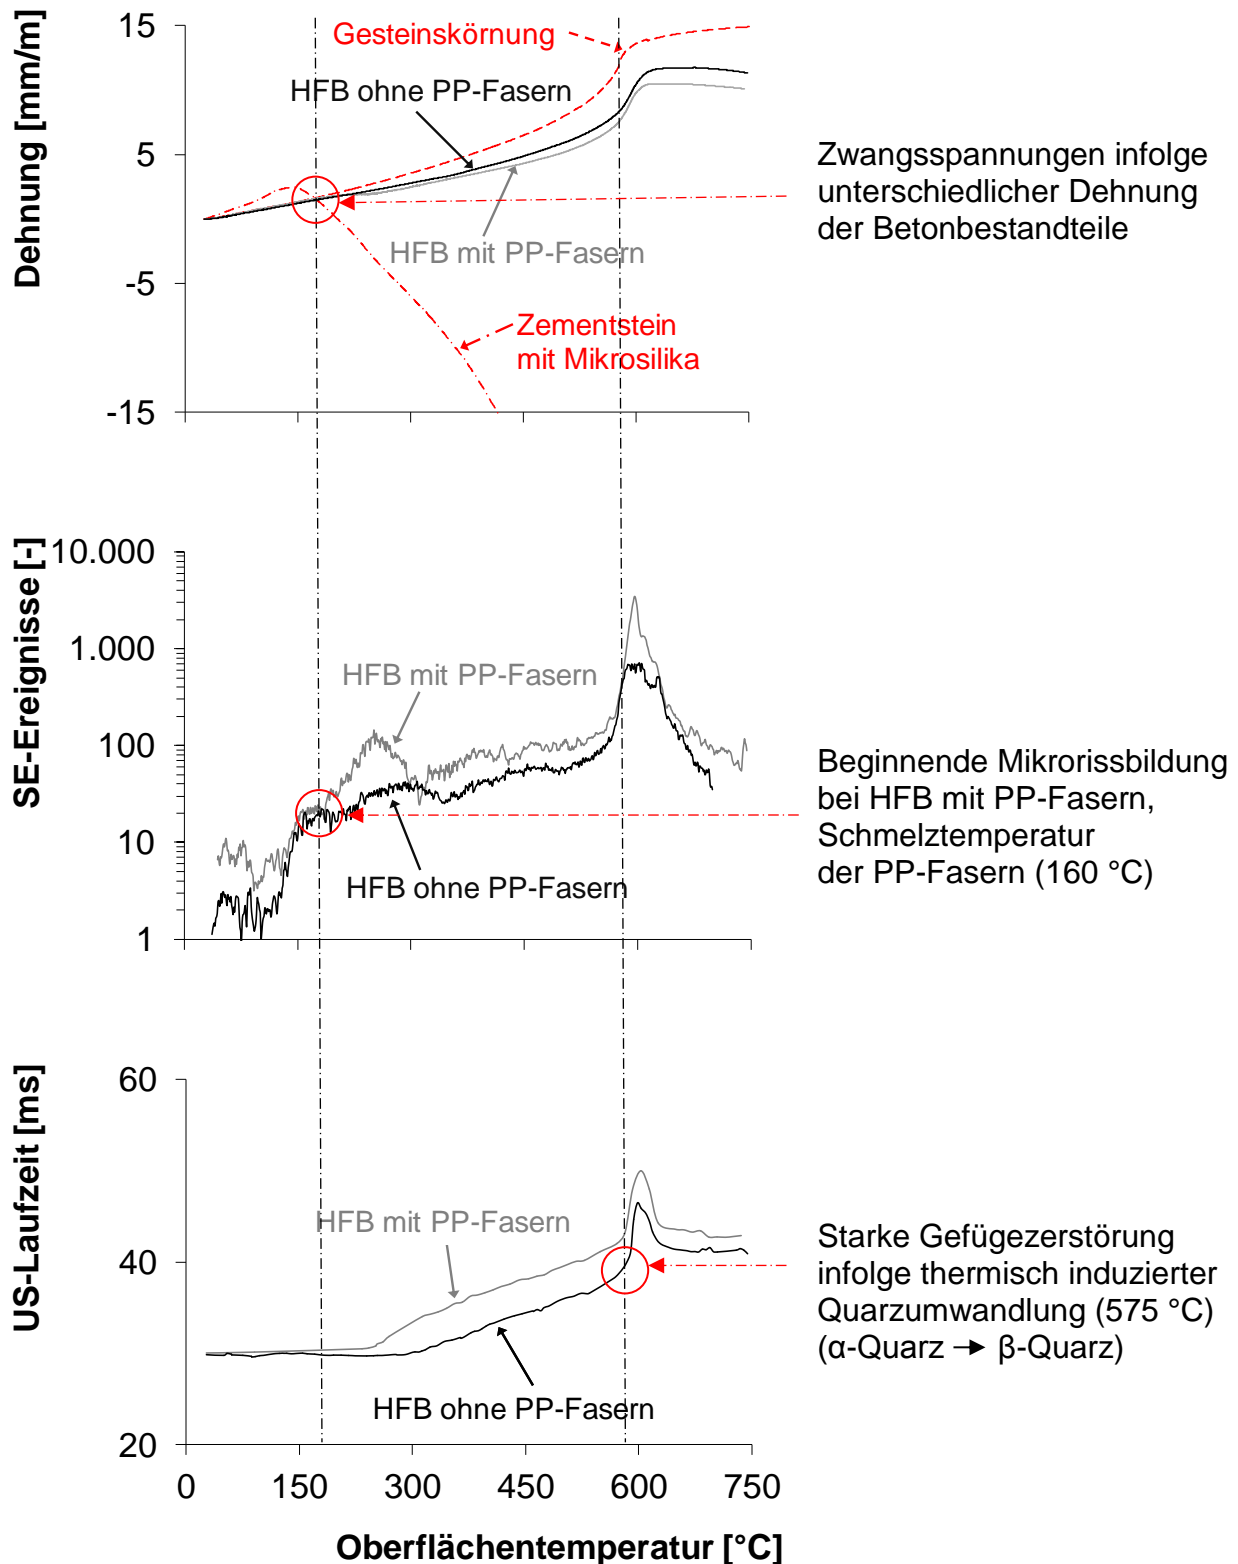 Dehnung [mm/m]
15
5
-5
-15
Gesteinskörnung
HFB ohne PP-Fasern
HFB mit PP-Fasern
Zementstein
mit Mikrosilika
Zwangsspannungen infolge
unterschiedlicher Dehnung
der Betonbestandteile
SE-Ereignisse [-]
10.000
1.000
100
10
1
HFB mit PP-Fasern
HFB ohne PP-Fasern
Beginnende Mikrorissbildung
bei HFB mit PP-Fasern,
Schmelztemperatur
der PP-Fasern (160 °C)
US-Laufzeit [ms]
60
40
20
HFB mit PP-Fasern
HFB ohne PP-Fasern
Starke Gefügezerstörung
infolge thermisch induzierter
Quarzumwandlung (575 °C)
(α-Quarz → β-Quarz)
0 150 300 450 600 750
Oberflächentemperatur [°C]